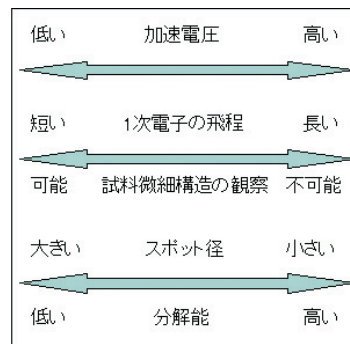 低い 加速電圧 高い
短い 1次電子の飛程 長い
可能 試料微細構造の観察 不可能
大きい スポット径 小さい
低い 分解能 高い